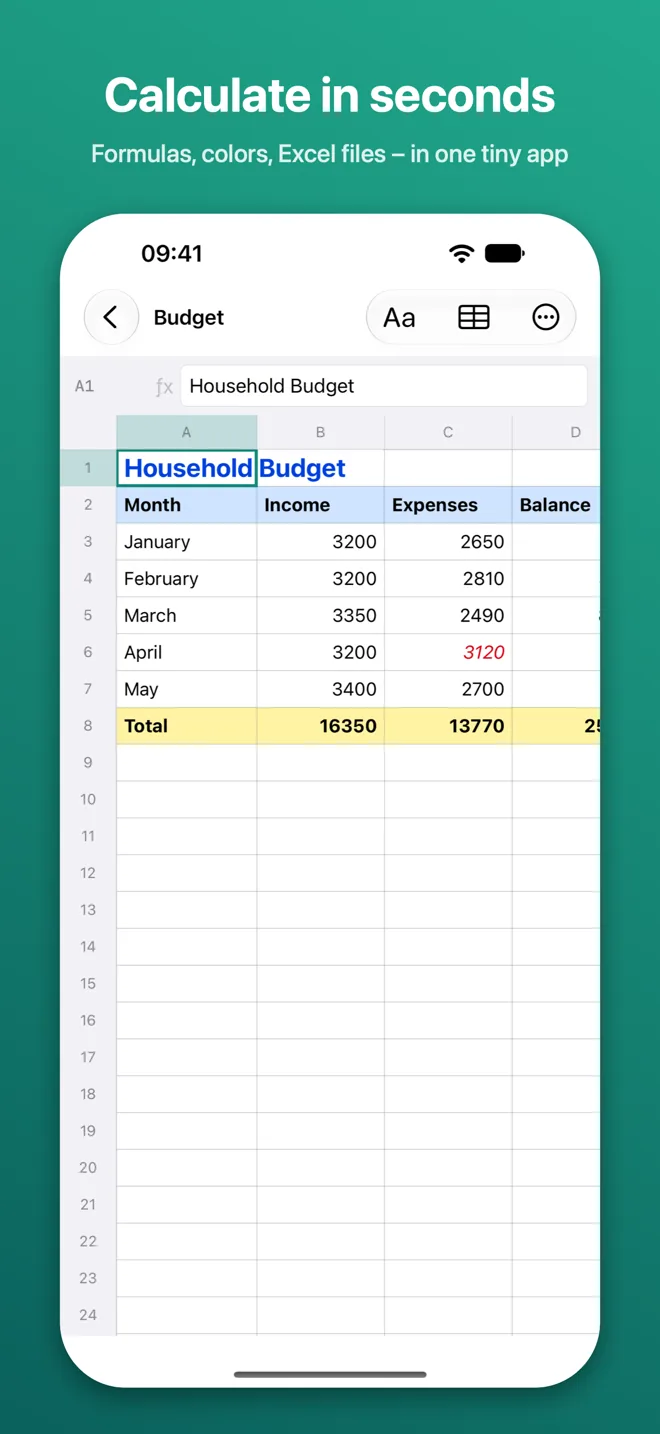 Calculate in seconds
Formulas, colors, Excel files – in one tiny app
09:41
Budget Aa
A1 ƒx Household Budget
A B C D
1 Household Budget
2 Month Income Expenses Balance
3 January 3200 2650
4 February 3200 2810
5 March 3350 2490
6 April 3200 3120
7 May 3400 2700
8 Total 16350 13770
9
10
11
12
13
14
15
16
17
18
19
20
21
22
23
24